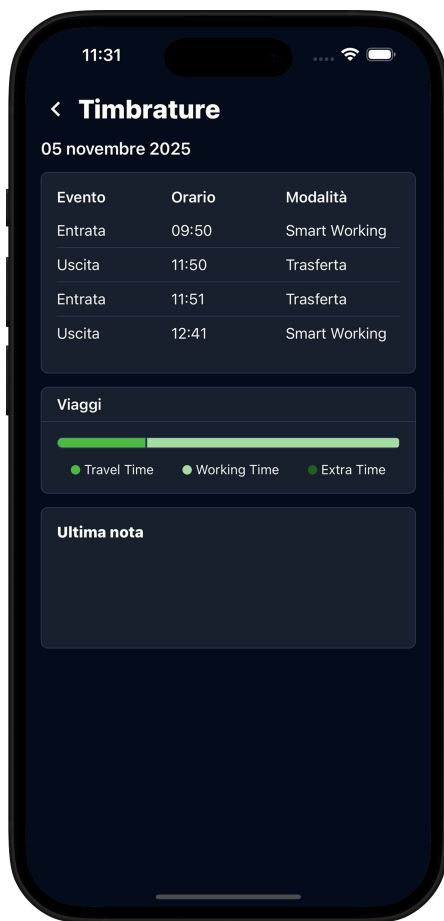 11:31
Timbrature
05 novembre 2025
Evento Orario Modalità
Entrata 09:50 Smart Working
Uscita 11:50 Trasferta
Entrata 11:51 Trasferta
Uscita 12:41 Smart Working
Viaggi
Travel Time Working Time Extra Time
Ultima nota